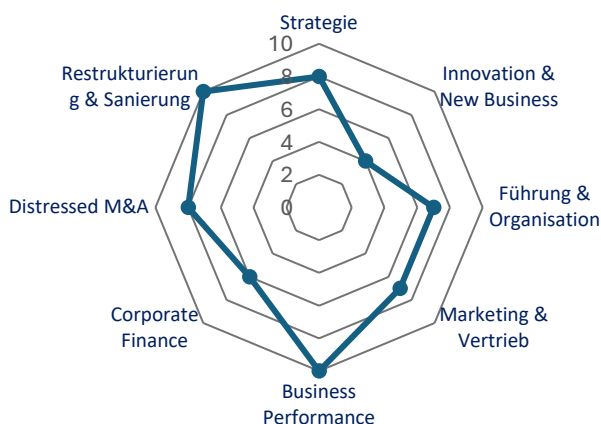 Strategie
10
8
6
4
2
0
Restrukturierun
g & Sanierung
Innovation &
New Business
Distressed M&A
Führung &
Organisation
Corporate
Finance
Marketing &
Vertrieb
Business
Performance